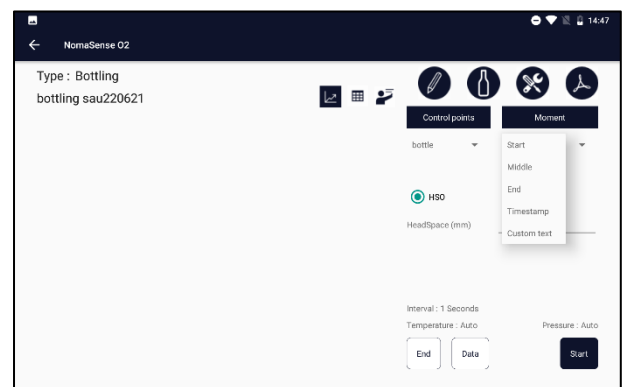 14:47
NomaSense O2
Type : Bottling
bottling sau220621
Control points
Moment
bottle
Start
Middle
End
Timestamp
Custom text
HSO
HeadSpace (mm)
Interval : 1 Seconds
Temperature : Auto
Pressure : Auto
End
Data
Start